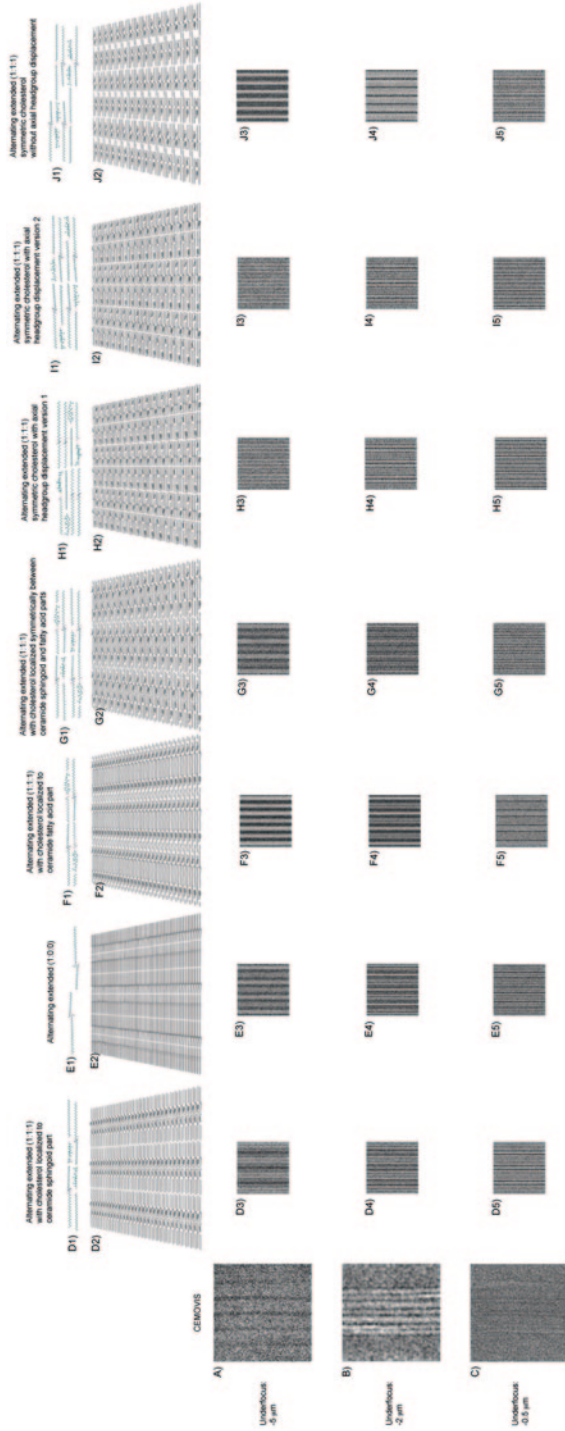 CEMOVIS
Underfocus:
-5 µm
A)
Underfocus:
-2 µm
B)
Underfocus:
-0.5 µm
C)
Alternating extended (1:1:1)
with cholesterol localized to
ceramide sphingoid part
D1)
D2)
D3)
D4)
D5)
Alternating extended (1:0:0)
E1)
E2)
E3)
E4)
E5)
Alternating extended (1:1:1)
with cholesterol localized to
ceramide fatty acid part
F1)
F2)
F3)
F4)
F5)
Alternating extended (1:1:1)
with cholesterol localized symmetrically between
ceramide sphingoid and fatty acid parts
G1)
G2)
G3)
G4)
G5)
Alternating extended (1:1:1)
symmetric cholesterol with axial
headgroup displacement version 1
H1)
H2)
H3)
H4)
H5)
Alternating extended (1:1:1)
symmetric cholesterol with axial
headgroup displacement version 2
I1)
I2)
I3)
I4)
I5)
Alternating extended (1:1:1)
symmetric cholesterol
without axial headgroup displacement
J1)
J2)
J3)
J4)
J5)